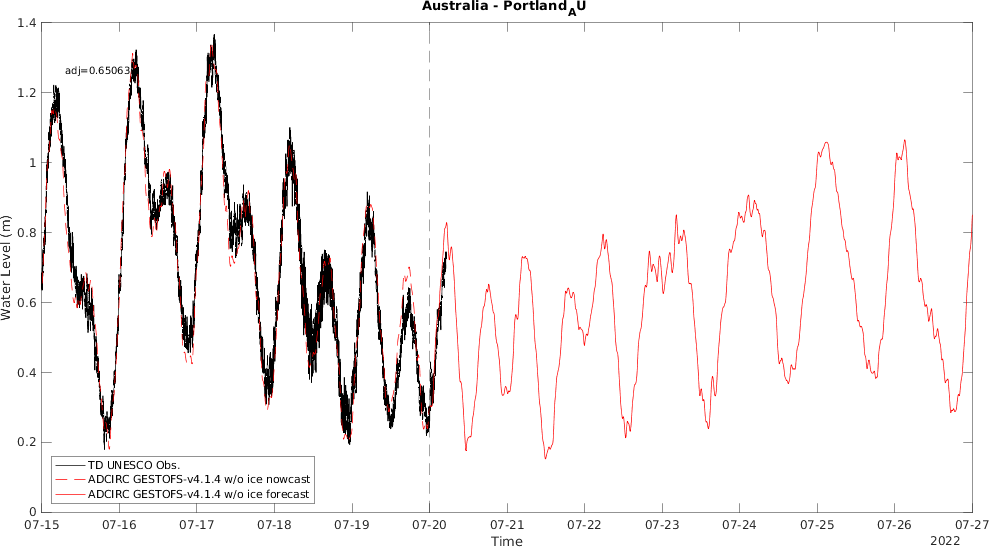 Australia - Portland_AU
1.4
1.2
1
0.8
0.6
0.4
0.2
0
Water Level (m)
adj=0.65063
TD UNESCO Obs.
ADCIRC GESTOFS-v4.1.4 w/o ice nowcast
ADCIRC GESTOFS-v4.1.4 w/o ice forecast
07-15 07-16 07-17 07-18 07-19 07-20 07-21 07-22 07-23 07-24 07-25 07-26 07-27
Time
2022